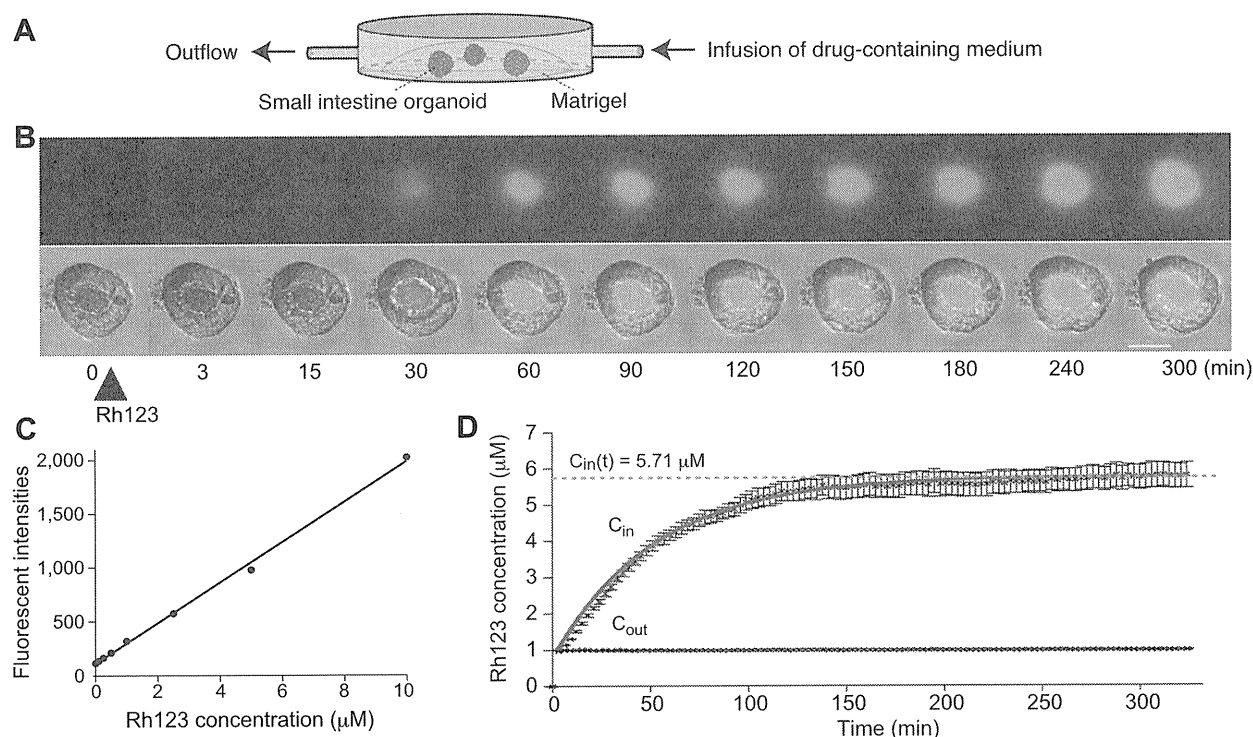 A
Outflow
Infusion of drug-containing medium
Small intestine organoid
Matrigel
B
0 3 15 30 60 90 120 150 180 240 300 (min)
Rh123
C
Fluorescent intensities
2,000
1,500
1,000
500
0
0 2 4 6 8 10
Rh123 concentration (μM)
D
Rh123 concentration (μM)
7
6
5
4
3
2
1
0
Cin(t) = 5.71 μM
Cin
Cout
0 50 100 150 200 250 300
Time (min)